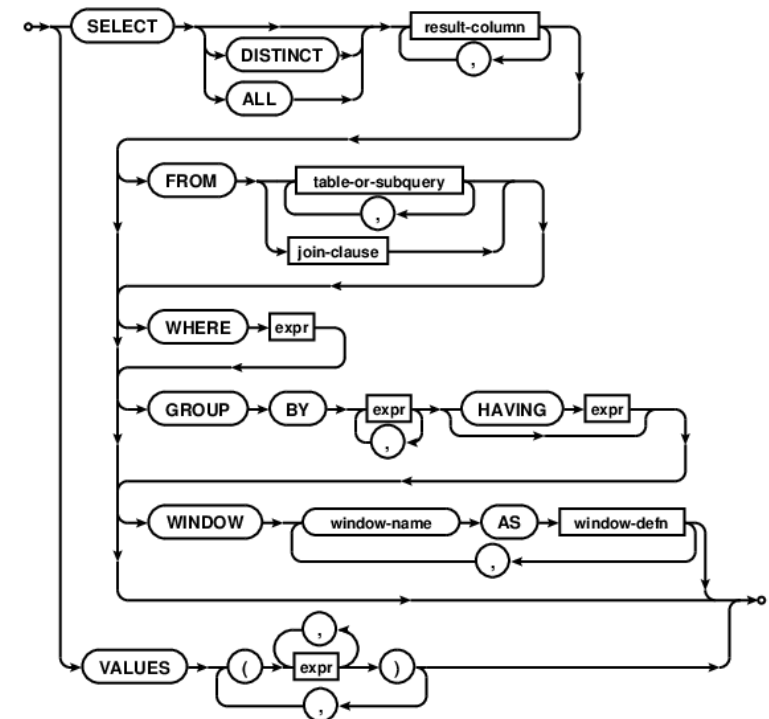 SELECT result-column
DISTINCT ,
ALL
FROM table-or-subquery
,
join-clause
WHERE expr
GROUP BY expr HAVING expr
,
WINDOW window-name AS window-defn
,
,
VALUES ( expr )
,